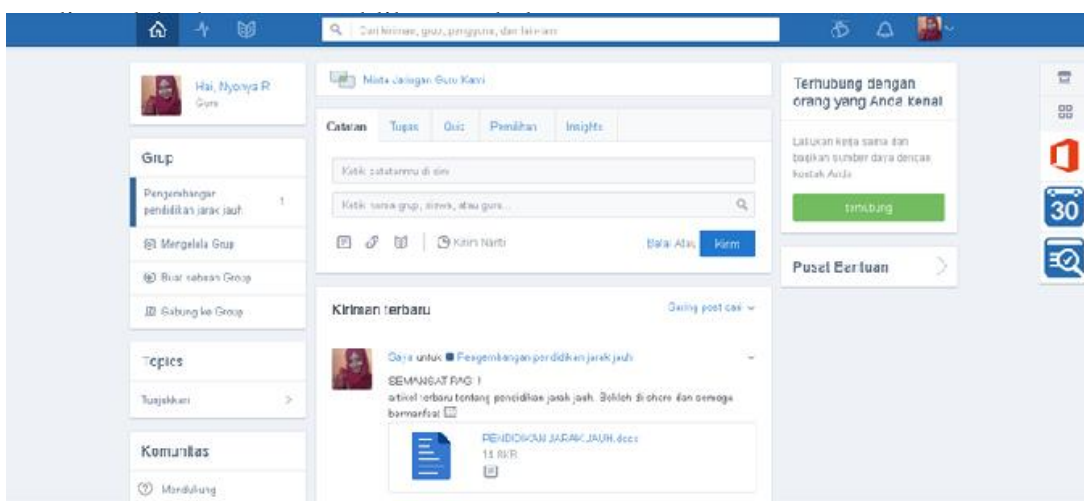 Hai, Nyonya R
Guru
Grup
Pengembangan
pendidikan jarak jauh
1
Mengelola Grup
Buat sebuah Group
Gabung ke Group
Topics
Tunjukkan
Komunitas
Mendukung
Minta Jaringan Guru Kami
Catatan Tugas Quiz Pemilihan Insights
Ketik catatanmu di sini
Ketik nama grup, siswa, atau guru...
Kirim Nanti
Batal Atau Kirim
Kiriman terbaru
Saring post dari
Saya untuk Pengembangan pendidikan jarak jauh
SEMANGAT PAGI !
artikel terbaru tentang pendidikan jarak jauh. Boleh di share dan semoga
bermanfaat
PENDIDIKAN JARAK JAUH.docx
Terhubung dengan
orang yang Anda kenal
Lakukan kerja sama dan
bagikan sumber daya dengan
kontak Anda
terhubung
Pusat Bantuan
30